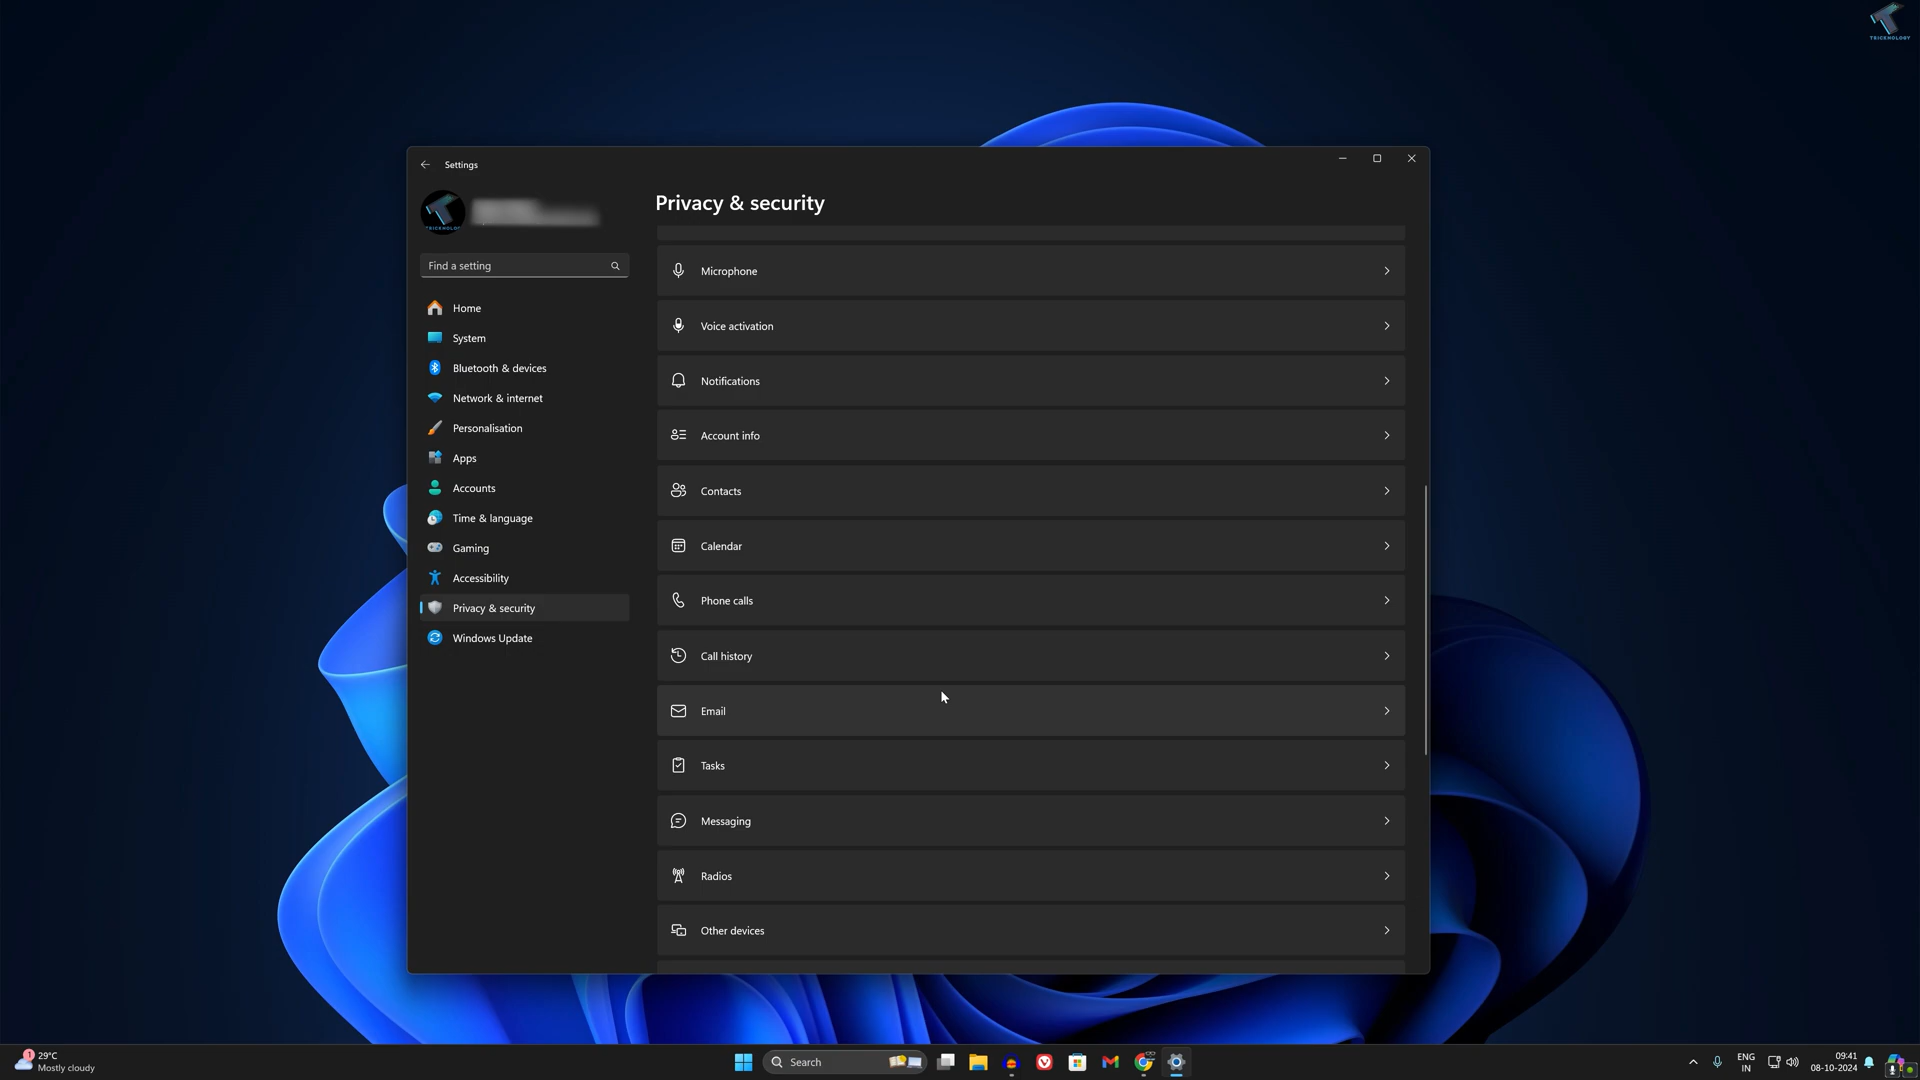 TRICKNOLOGY
Settings
Privacy & security
Find a setting
Home
System
Bluetooth & devices
Network & internet
Personalisation
Apps
Accounts
Time & language
Gaming
Accessibility
Privacy & security
Windows Update
Microphone
Voice activation
Notifications
Account info
Contacts
Calendar
Phone calls
Call history
Email
Tasks
Messaging
Radios
Other devices
1
29°C
Mostly cloudy
Search
ENG
IN
09:41
08-10-2024